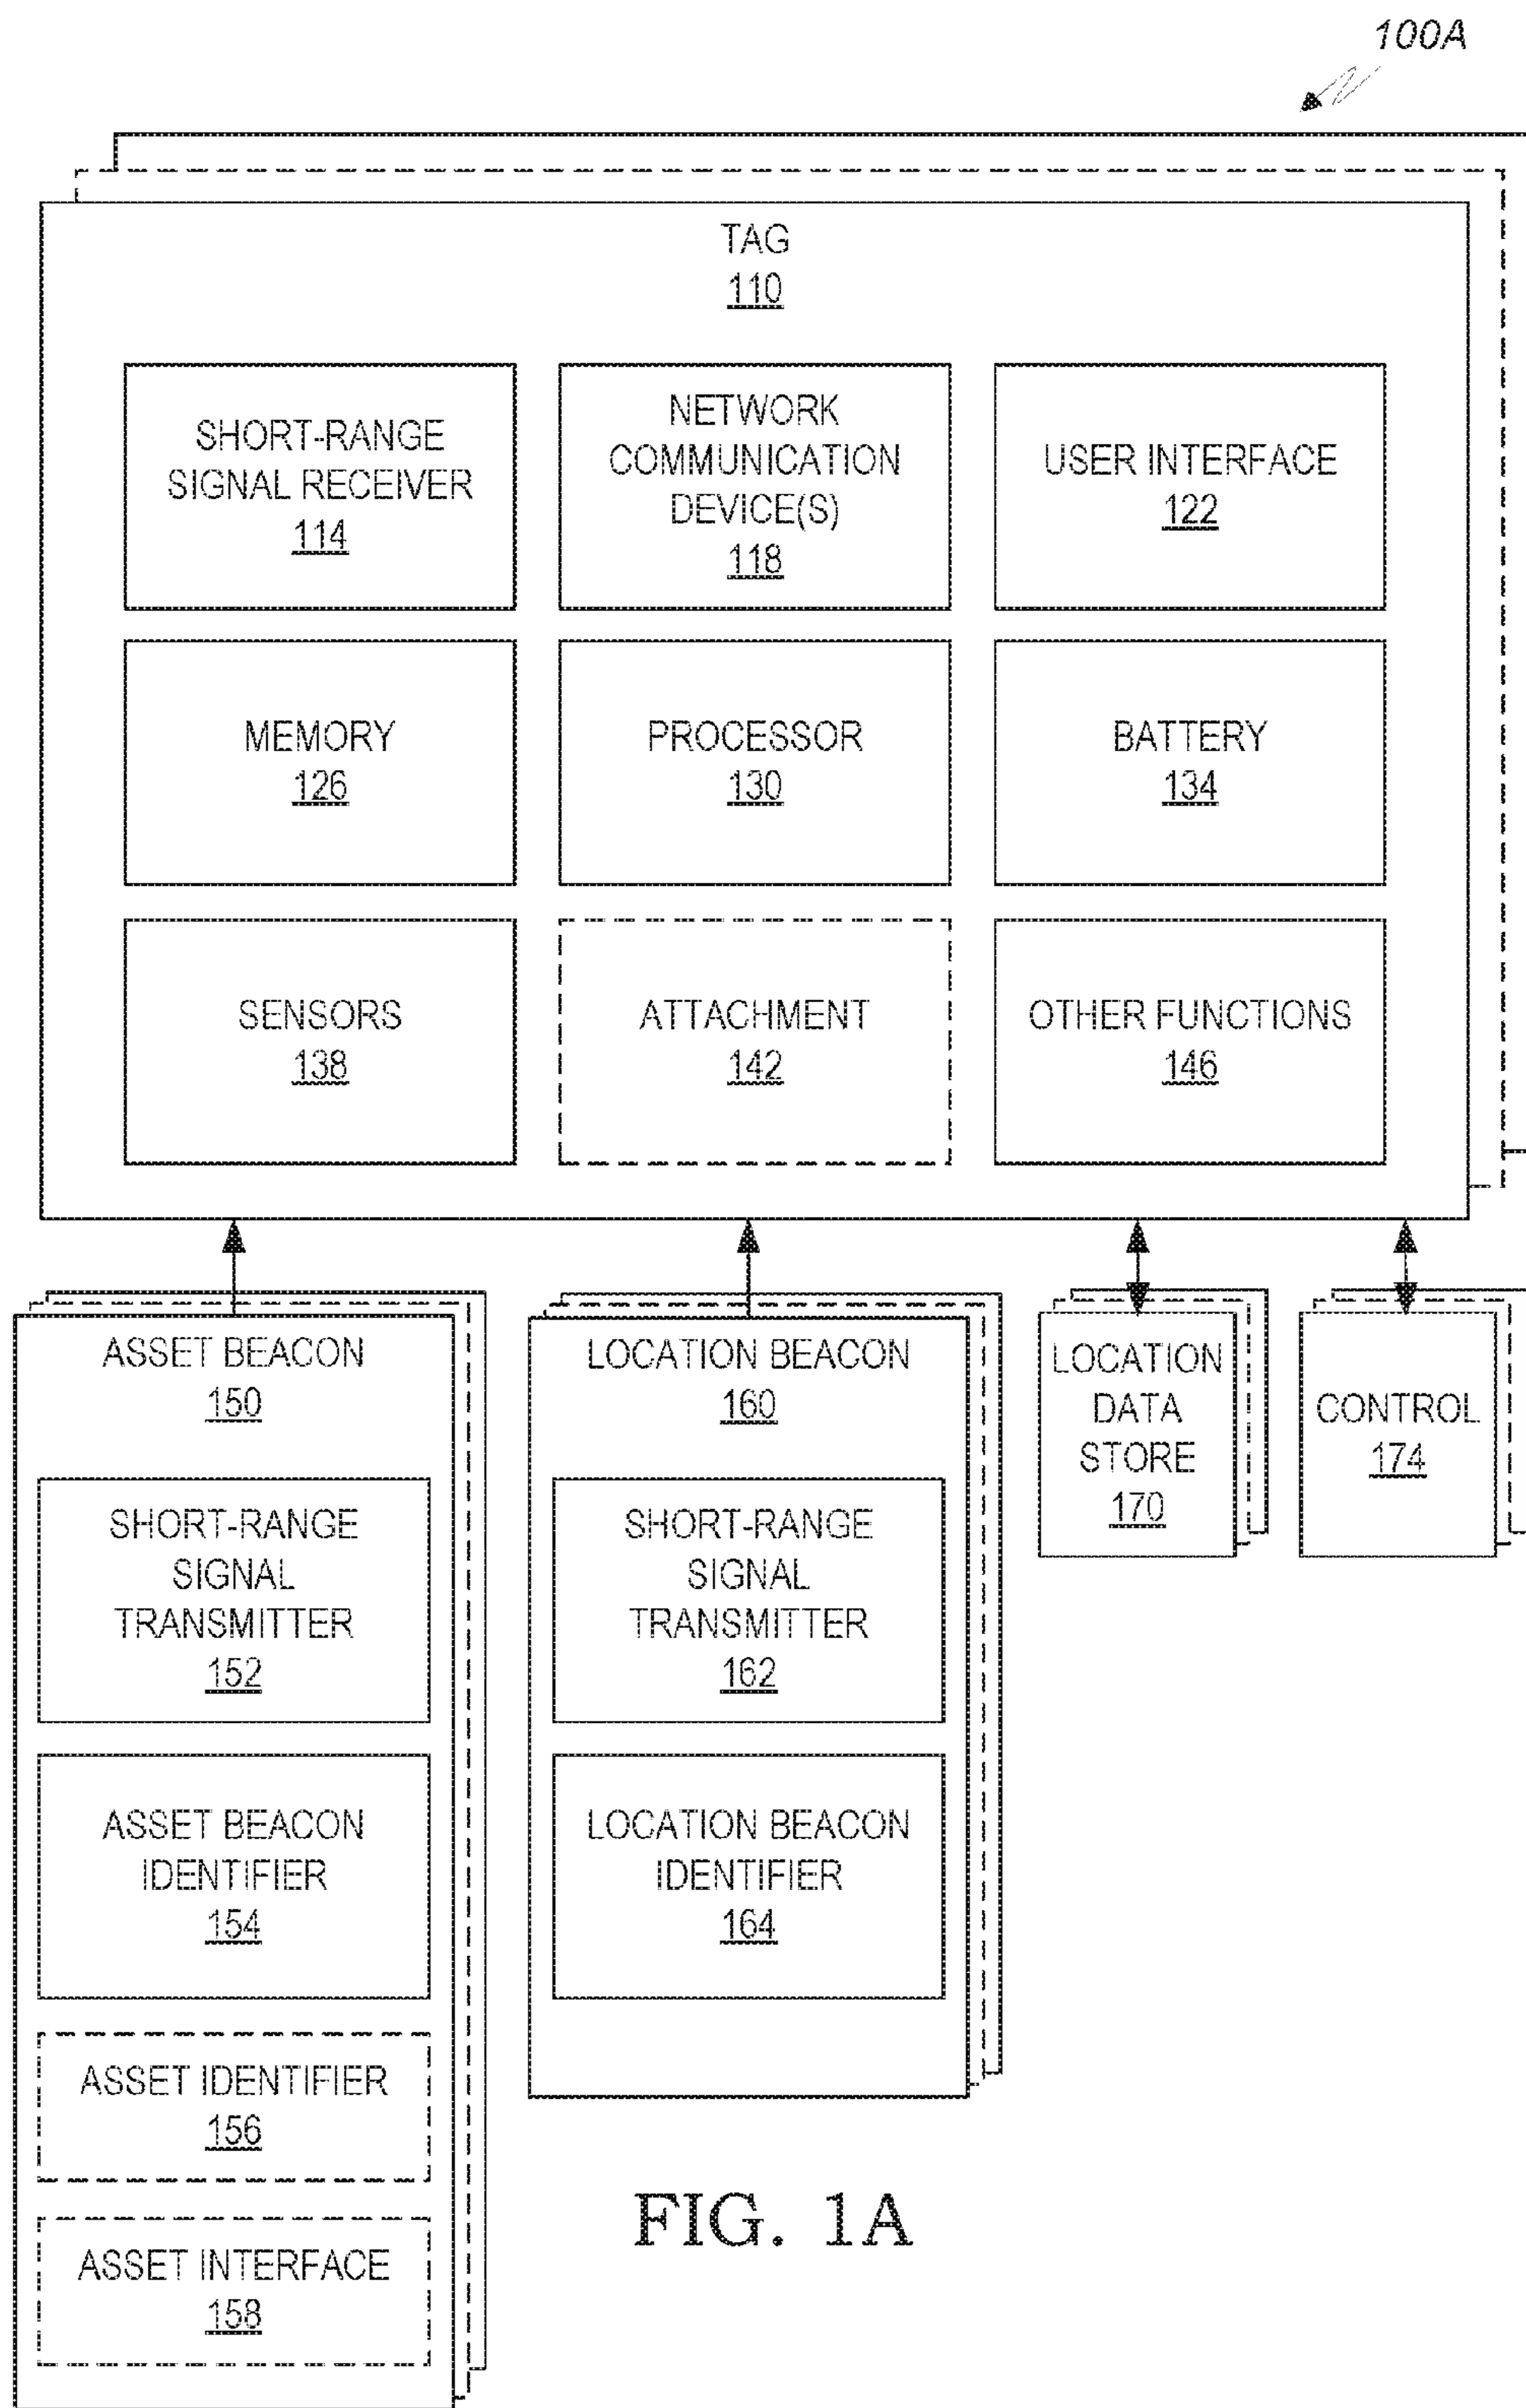 100A
TAG
110
SHORT-RANGE
SIGNAL RECEIVER
114
NETWORK
COMMUNICATION
DEVICE(S)
118
USER INTERFACE
122
MEMORY
126
PROCESSOR
130
BATTERY
134
SENSORS
138
ATTACHMENT
142
OTHER FUNCTIONS
146
ASSET BEACON
150
SHORT-RANGE
SIGNAL
TRANSMITTER
152
ASSET BEACON
IDENTIFIER
154
ASSET IDENTIFIER
156
ASSET INTERFACE
158
LOCATION BEACON
160
SHORT-RANGE
SIGNAL
TRANSMITTER
162
LOCATION BEACON
IDENTIFIER
164
LOCATION
DATA
STORE
170
CONTROL
174
FIG. 1A